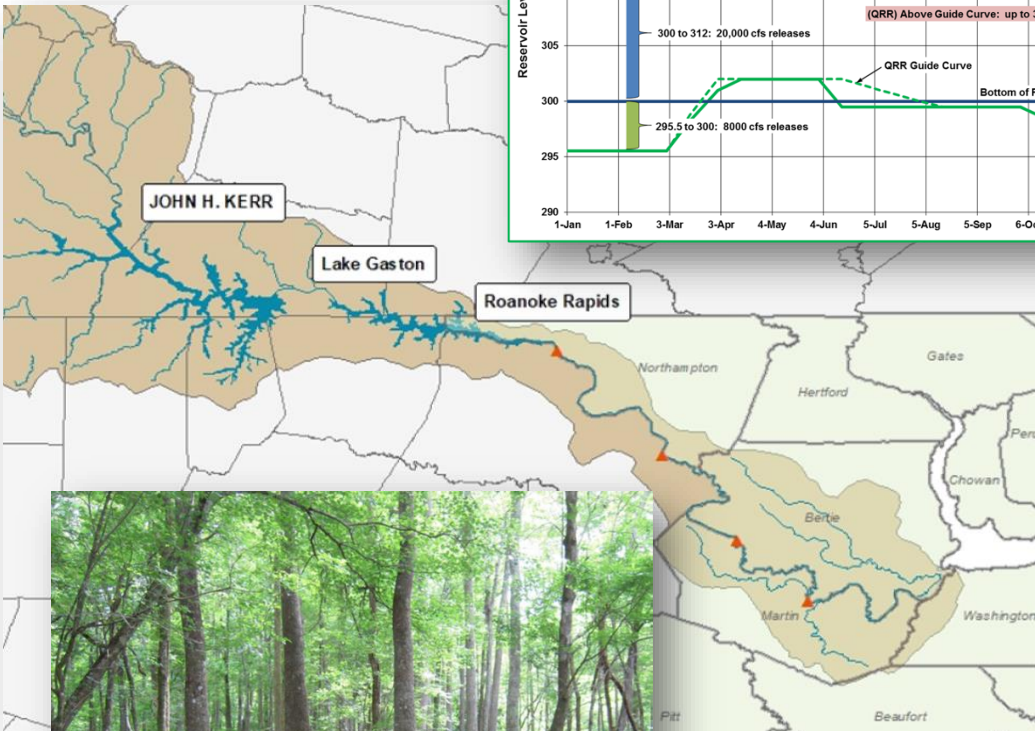 Reservoir Le
(QRR) Above Guide Curve: up to
305
300 to 312: 20,000 cfs releases
QRR Guide Curve
Bottom of
300
295.5 to 300: 8000 cfs releases
295
290
1-Jan 1-Feb 3-Mar 3-Apr 4-May 4-Jun 5-Jul 5-Aug 5-Sep 6-Oc
JOHN H. KERR
Lake Gaston
Roanoke Rapids
Northampton
Gates
Hertford
Chowan
Bertie
Martin
Washington
Pitt
Beaufort